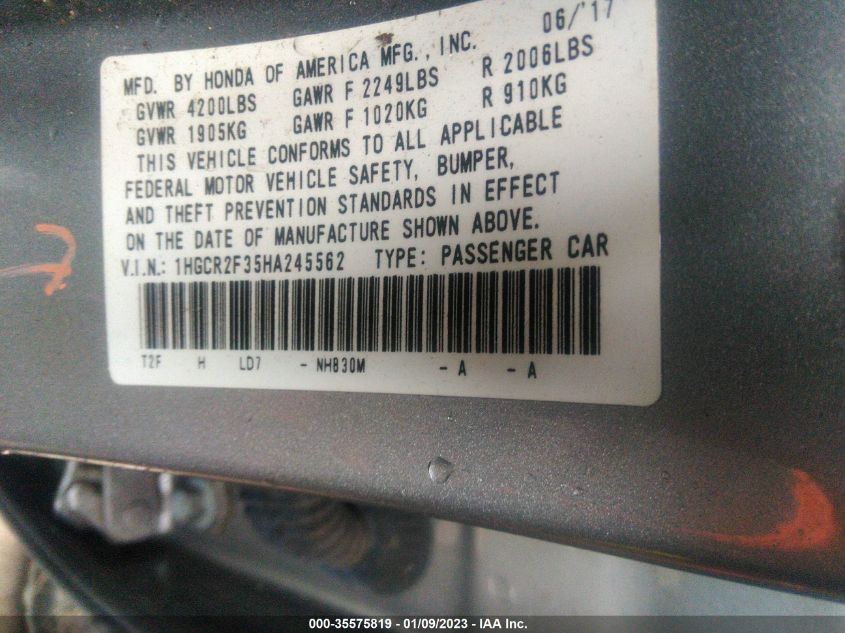 06/'17
MFD. BY HONDA OF AMERICA MFG., INC.
GVWR 4200LBS GAWR F 2249LBS R 2006LBS
GVWR 1905KG GAWR F 1020KG R 910KG
THIS VEHICLE CONFORMS TO ALL APPLICABLE
FEDERAL MOTOR VEHICLE SAFETY, BUMPER,
AND THEFT PREVENTION STANDARDS IN EFFECT
ON THE DATE OF MANUFACTURE SHOWN ABOVE.
V.I.N.: 1HGCR2F35HA245562 TYPE: PASSENGER CAR
T2F H LD7 - NH830M - A - A
000-35575819 / 01/09/2023 - IAA Inc.